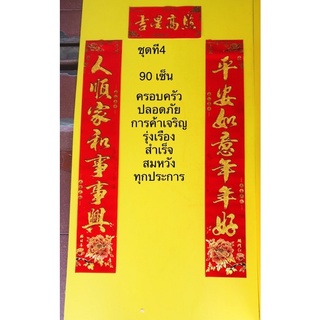 吉星高照
ชุดที่4
90 เซ็น
ครอบครัว
ปลอดภัย
การค้าเจริญ
รุ่งเรือง
สำเร็จ
สมหวัง
ทุกประการ
平安如意年年好
人順家和事事興